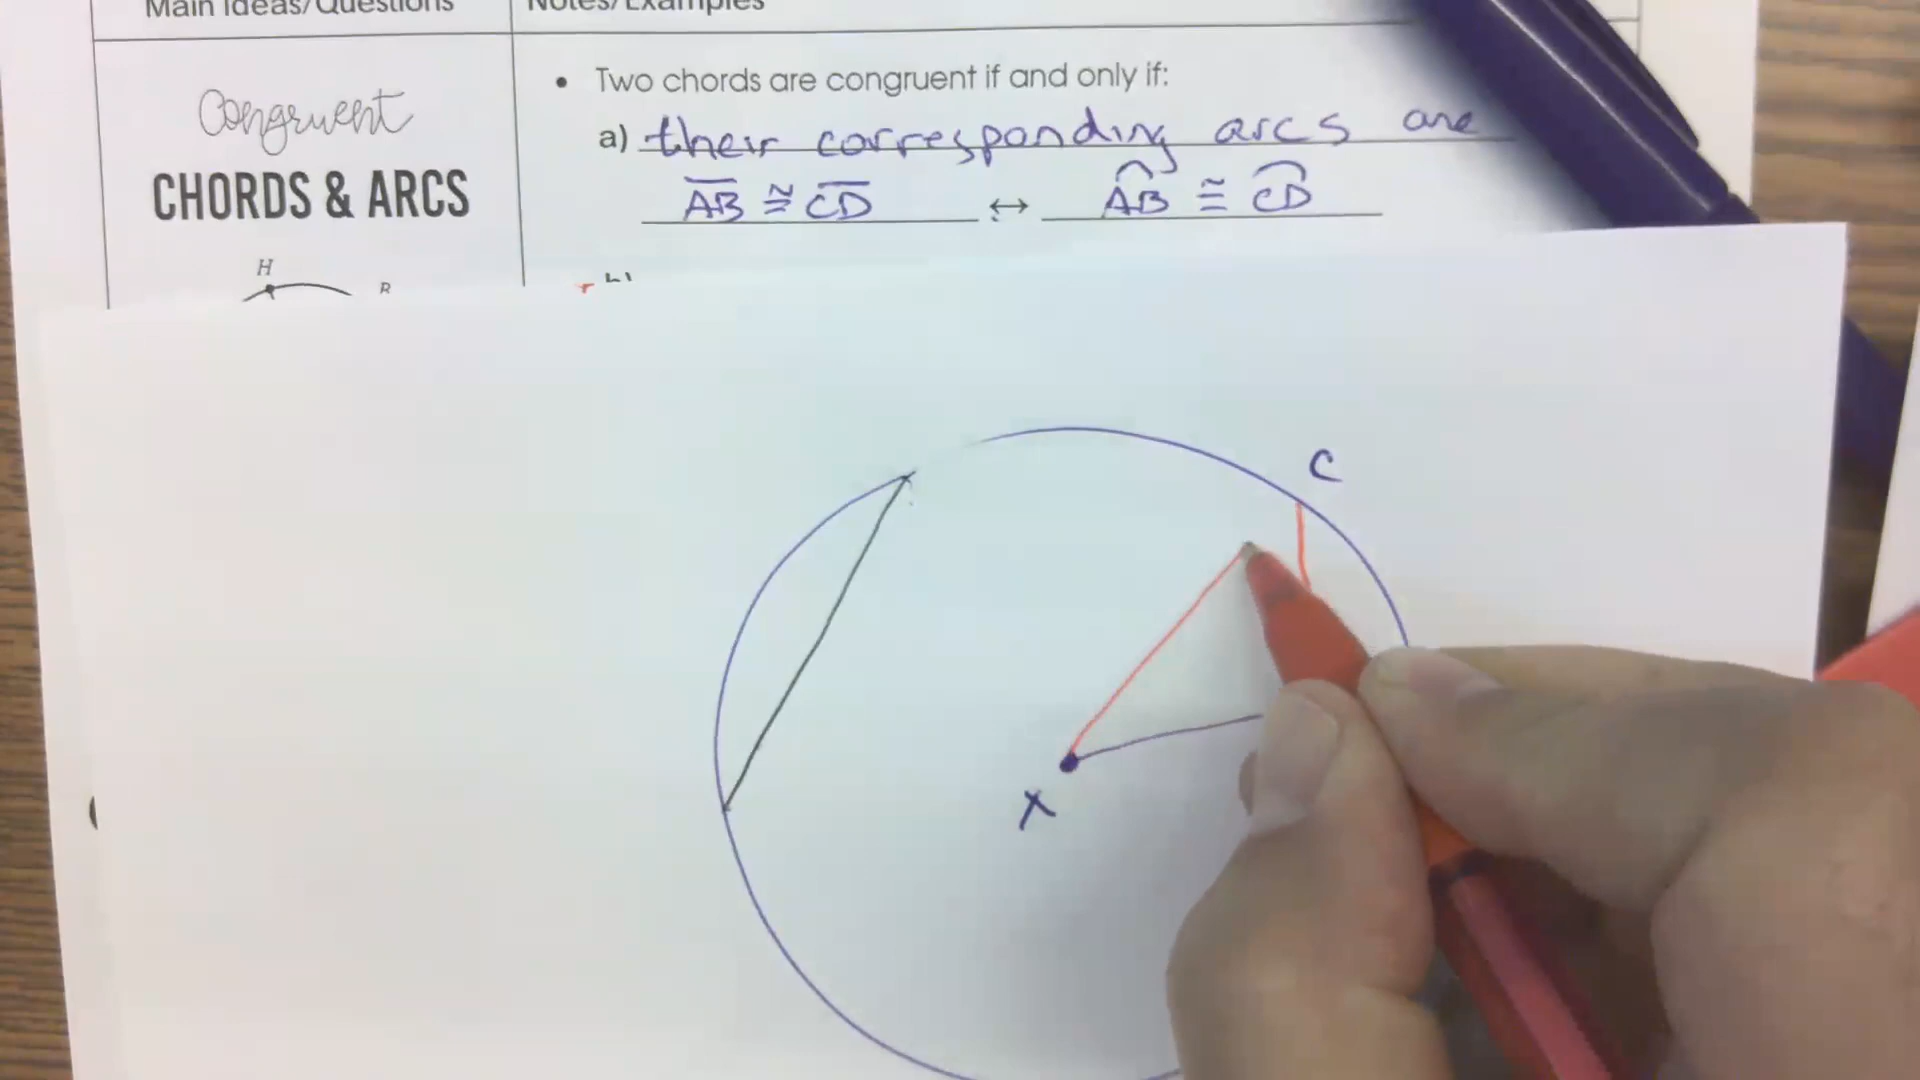 Main Ideas/Questions
Notes/Examples
Congruent
CHORDS & ARCS
• Two chords are congruent if and only if:
a) their corresponding arcs are
AB ≅ CD ↔ AB ≅ CD
H
B
C
X